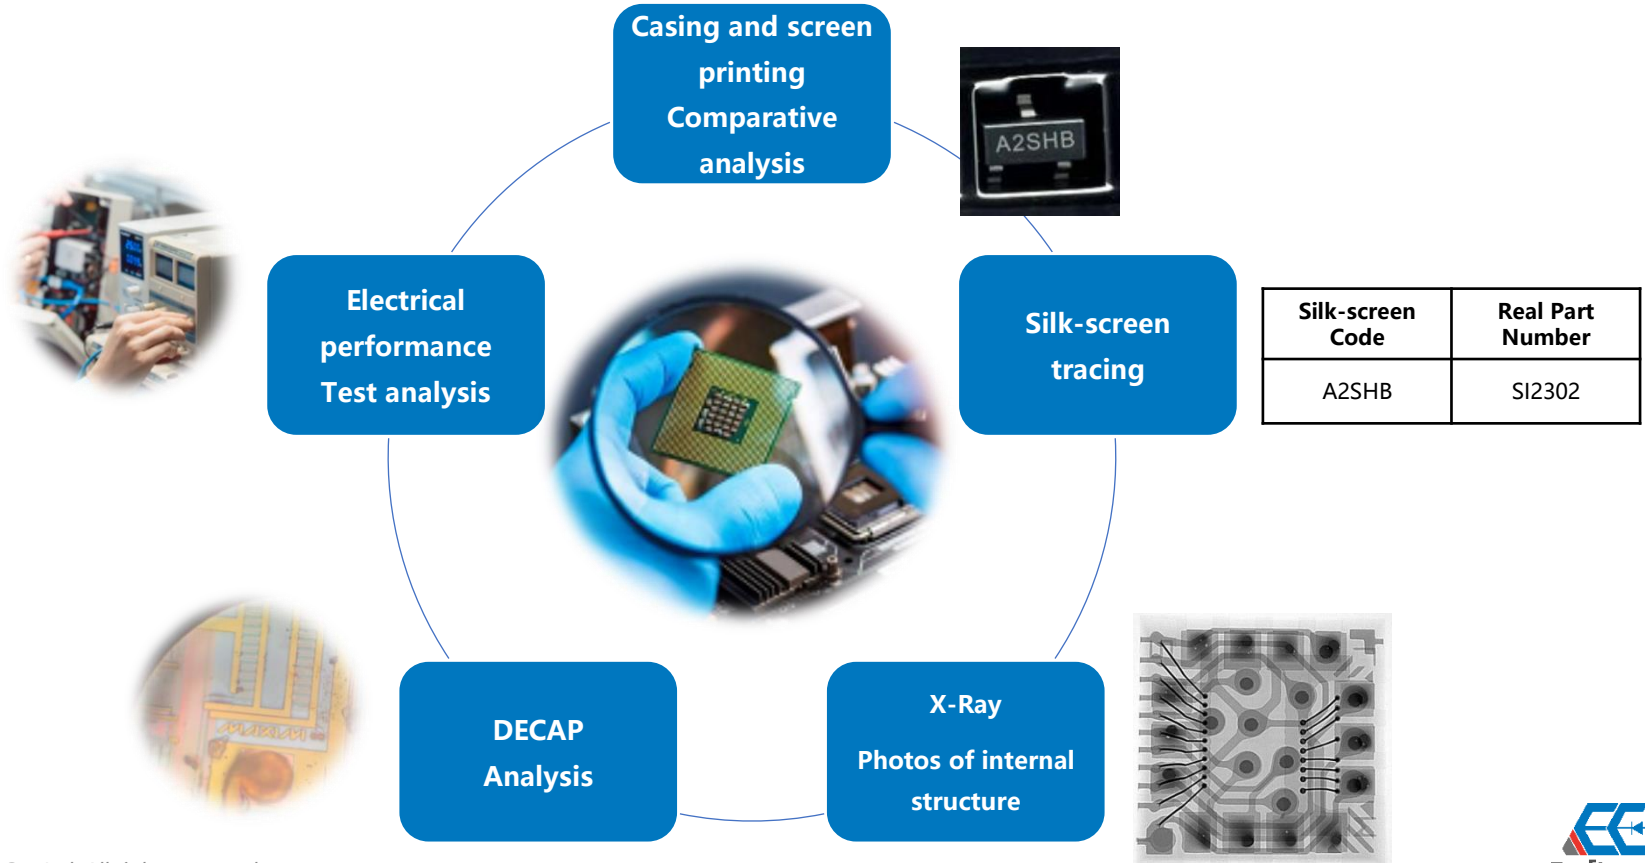 Casing and screen
printing
Comparative
analysis
A2SHB
Electrical
performance
Test analysis
Silk-screen
tracing
Silk-screen
Code
Real Part
Number
A2SHB
SI2302
DECAP
Analysis
X-Ray
Photos of internal
structure